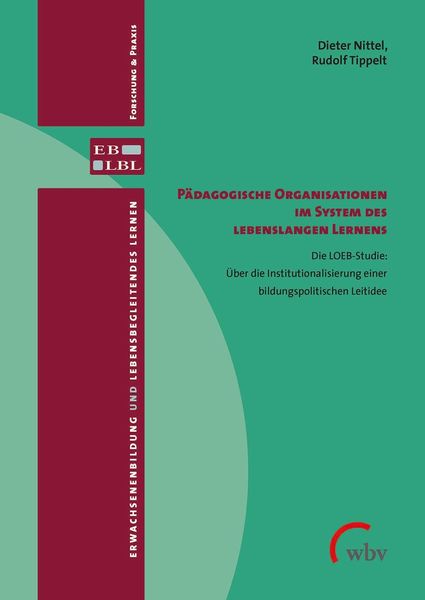 Dieter Nittel,
Rudolf Tippelt
FORSCHUNG & PRAXIS
EB
LBL
PÄDAGOGISCHE ORGANISATIONEN
IM SYSTEM DES
LEBENSLANGEN LERNENS
Die LOEB-Studie:
Über die Institutionalisierung einer
bildungspolitischen Leitidee
ERWACHSENENBILDUNG UND LEBENSBEGLEITENDES LERNEN
wbv